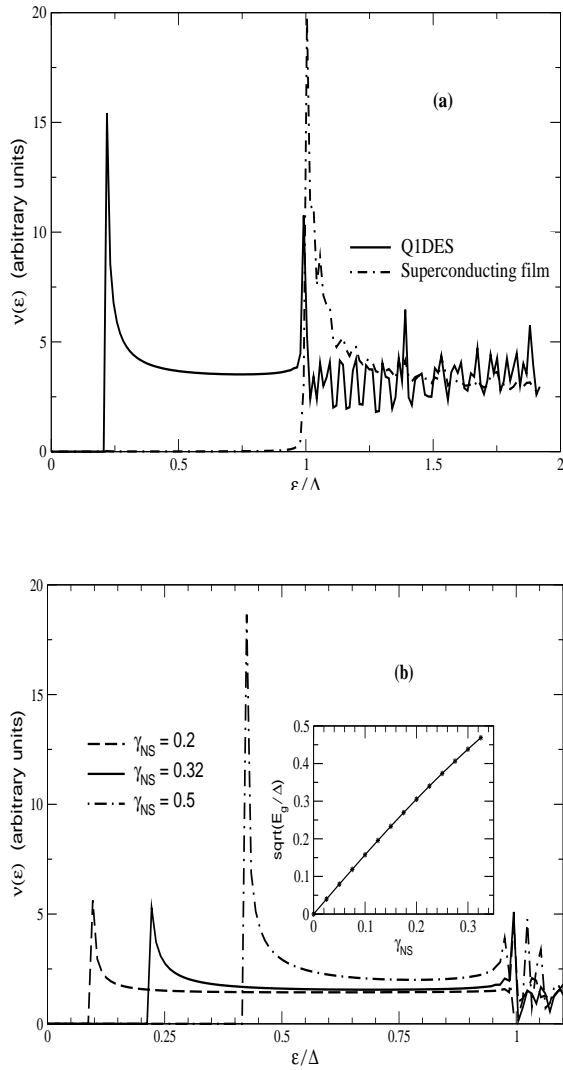 20
15
10
5
0
ν(ε) (arbitrary units)
(a)
Q1DES
Superconducting film
0
0.5
1
1.5
2
ε/Δ
20
15
10
5
0
ν(ε) (arbitrary units)
(b)
γNS = 0.2
γNS = 0.32
γNS = 0.5
0.5
0.4
0.3
0.2
0.1
0
sqrt(Eg/Δ)
0
0.1
0.2
0.3
γNS
0
0.25
0.5
0.75
1
ε/Δ